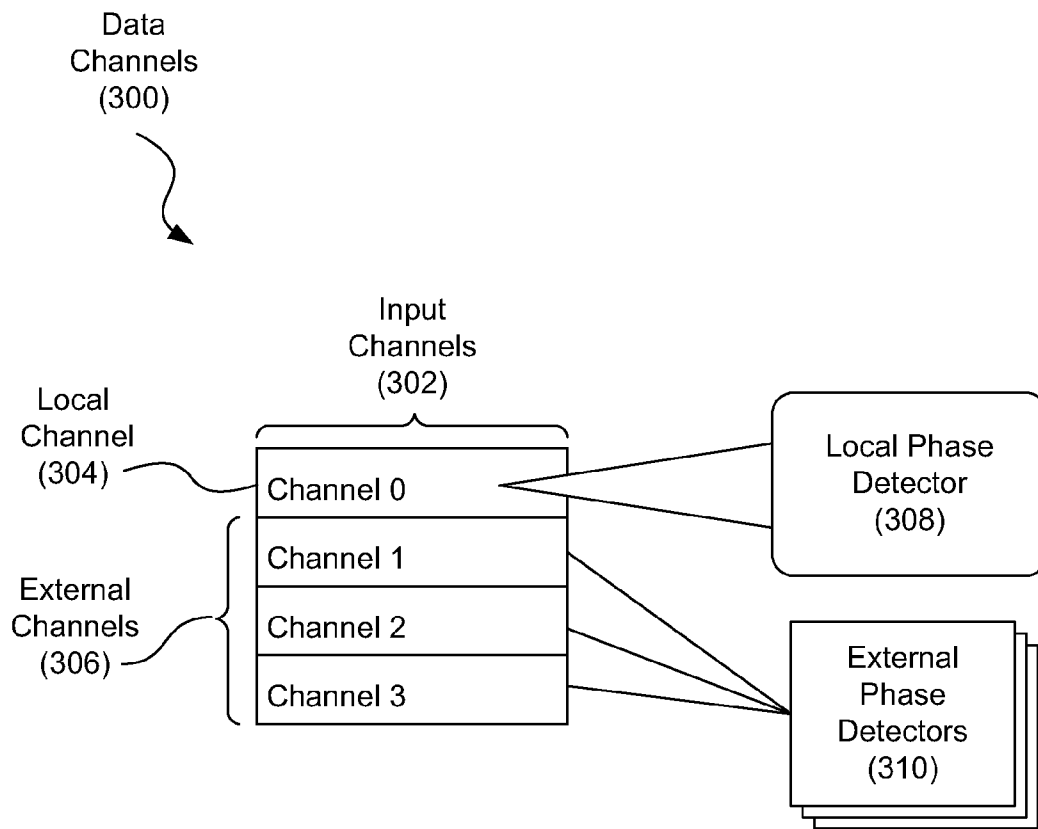 Data
Channels
(300)
Input
Channels
(302)
Local
Channel
(304)
Channel 0
Channel 1
Channel 2
Channel 3
External
Channels
(306)
Local Phase
Detector
(308)
External
Phase
Detectors
(310)